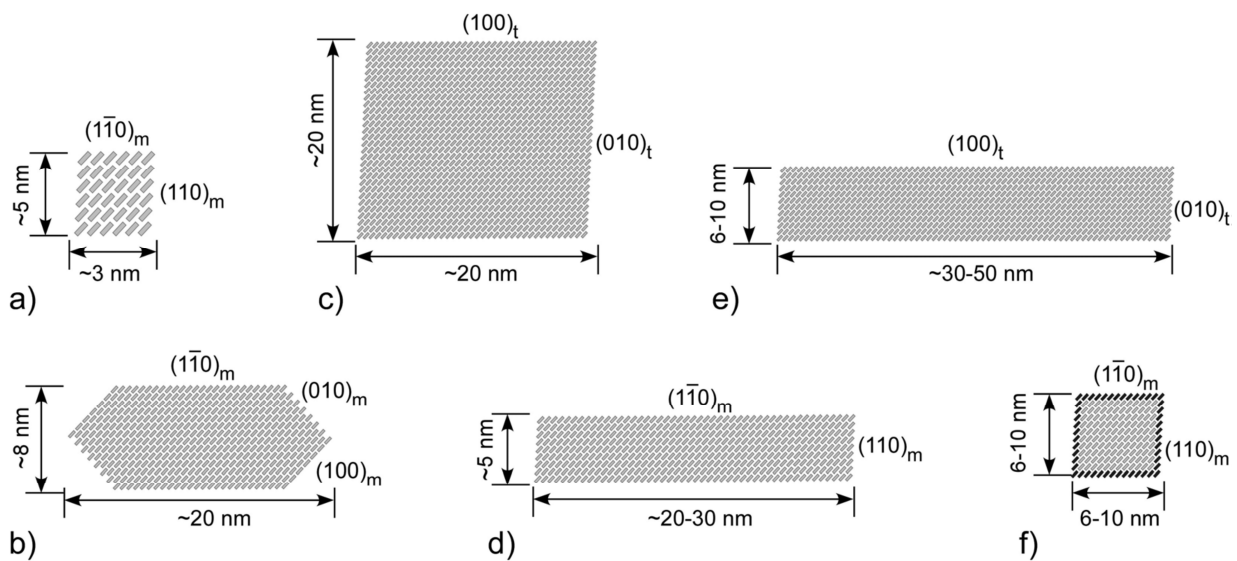 (11̅0)m
~5 nm
(110)m
~3 nm
a)
(11̅0)m
(010)m
~8 nm
(100)m
~20 nm
b)
(100)t
~20 nm
(010)t
~20 nm
c)
(11̅0)m
~5 nm
(110)m
~20-30 nm
d)
(100)t
6-10 nm
(010)t
~30-50 nm
e)
(11̅0)m
6-10 nm
(110)m
6-10 nm
f)